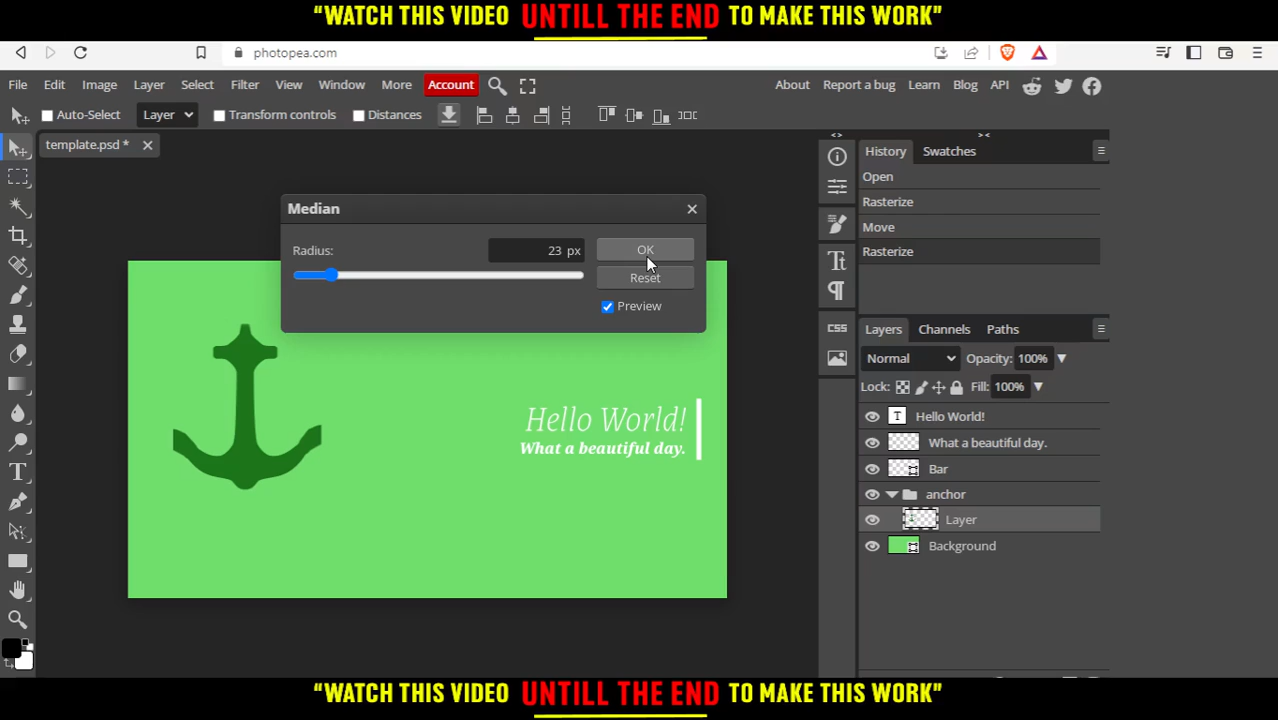 “WATCH THIS VIDEO UNTILL THE END TO MAKE THIS WORK”
photopea.com
File Edit Image Layer Select Filter View Window More Account About Report a bug Learn Blog API
Auto-Select Layer Transform controls Distances
template.psd *
History Swatches
Open
Rasterize
Move
Rasterize
Median
Radius: 23 px OK
Reset
Preview
Hello World!
What a beautiful day.
CSS
Layers Channels Paths
Normal Opacity: 100%
Lock: Fill: 100%
T Hello World!
What a beautiful day.
Bar
anchor
Layer
Background
“WATCH THIS VIDEO UNTILL THE END TO MAKE THIS WORK”